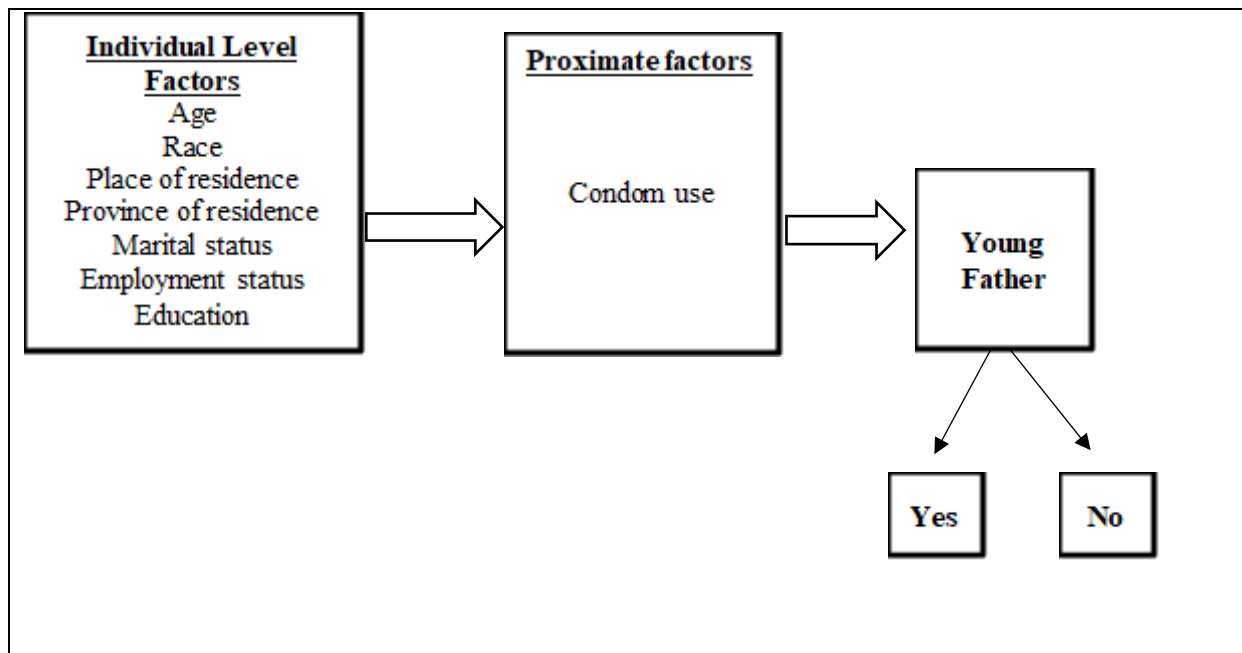 Individual Level
Factors
Age
Race
Place of residence
Province of residence
Marital status
Employment status
Education
Proximate factors
Condom use
Young
Father
Yes
No